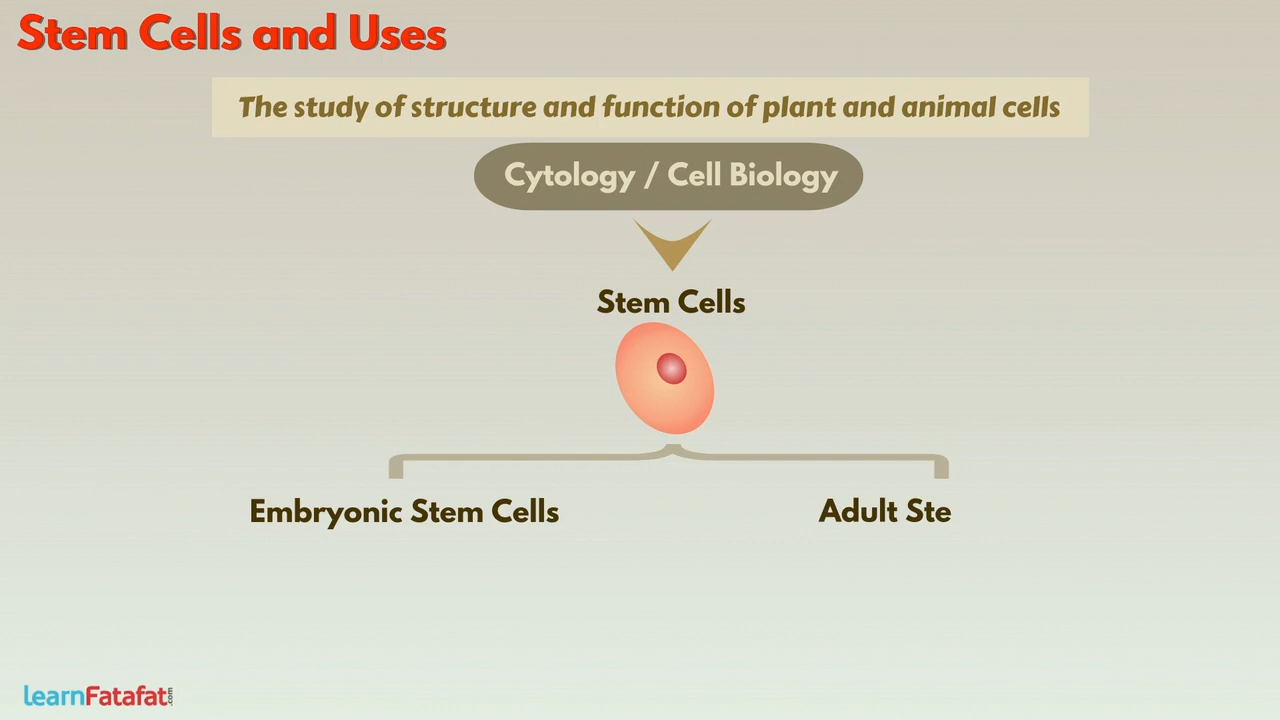 Stem Cells and Uses
The study of structure and function of plant and animal cells
Cytology / Cell Biology
Stem Cells
Embryonic Stem Cells
Adult Ste
learnFatafat.com